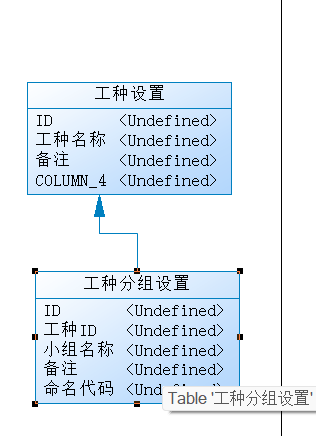 工种设置
ID <Undefined>
工种名称 <Undefined>
备注 <Undefined>
COLUMN_4 <Undefined>
工种分组设置
ID <Undefined>
工种ID <Undefined>
小组名称 <Undefined>
备注 <Undefined>
命名代码 <Undefined>
Table '工种分组设置'